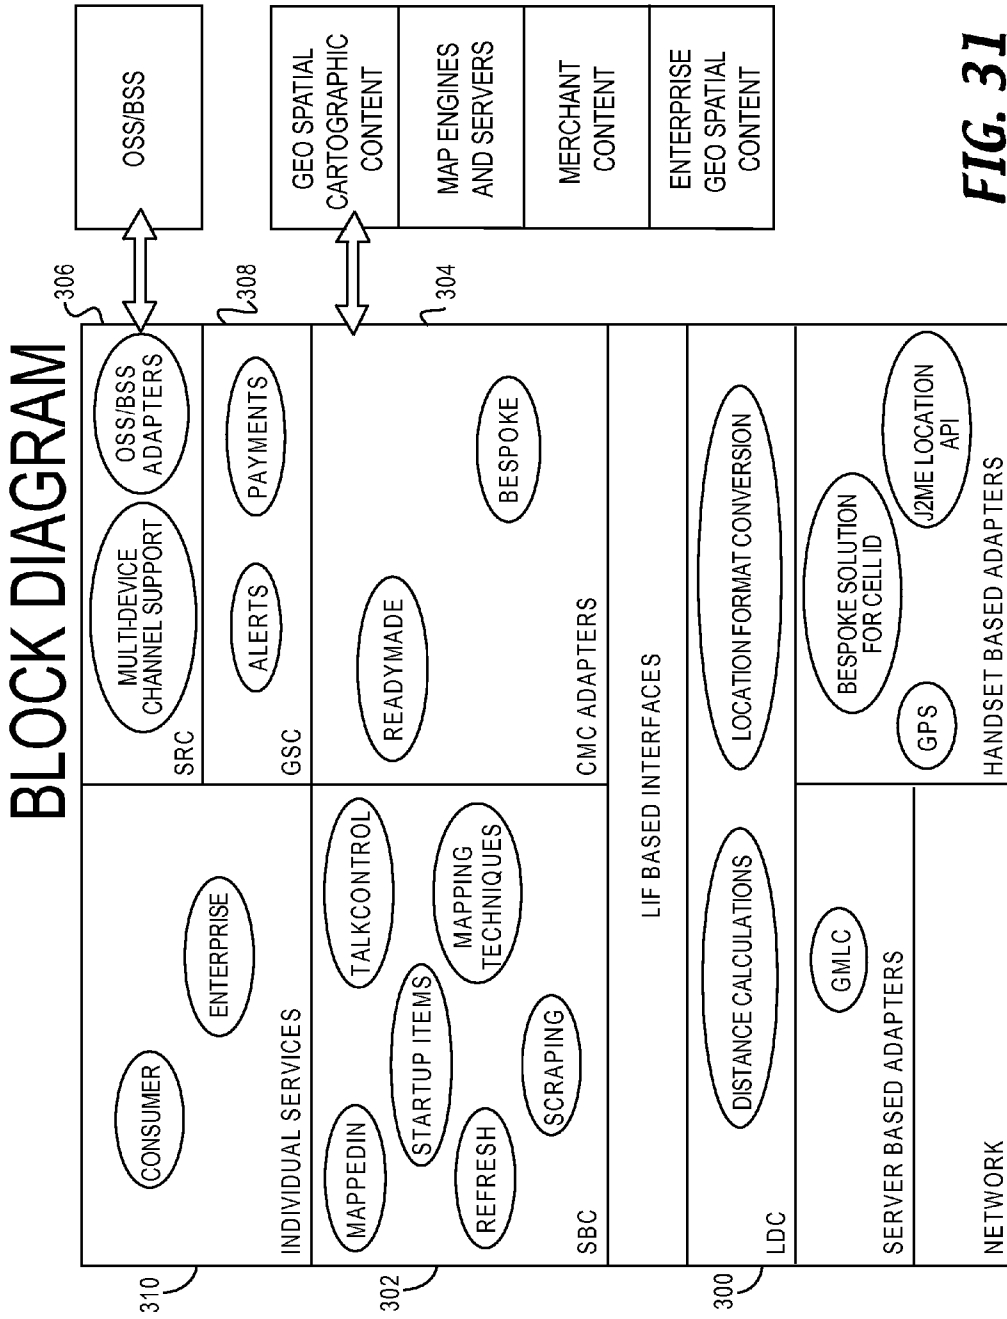 BLOCK DIAGRAM
310
CONSUMER
ENTERPRISE
INDIVIDUAL SERVICES
MULTI-DEVICE
CHANNEL SUPPORT
OSS/BSS
ADAPTERS
SRC
306
OSS/BSS
ALERTS
PAYMENTS
GSC
308
302
MAPPEDIN
STARTUP ITEMS
TALKCONTROL
REFRESH
MAPPING
TECHNIQUES
SCRAPING
SBC
READYMADE
BESPOKE
CMC ADAPTERS
304
GEO SPATIAL
CARTOGRAPHIC
CONTENT
MAP ENGINES
AND SERVERS
MERCHANT
CONTENT
ENTERPRISE
GEO SPATIAL
CONTENT
LIF BASED INTERFACES
300
DISTANCE CALCULATIONS
LOCATION FORMAT CONVERSION
LDC
GMLC
SERVER BASED ADAPTERS
NETWORK
BESPOKE SOLUTION
FOR CELL ID
GPS
J2ME LOCATION
API
HANDSET BASED ADAPTERS
FIG. 31